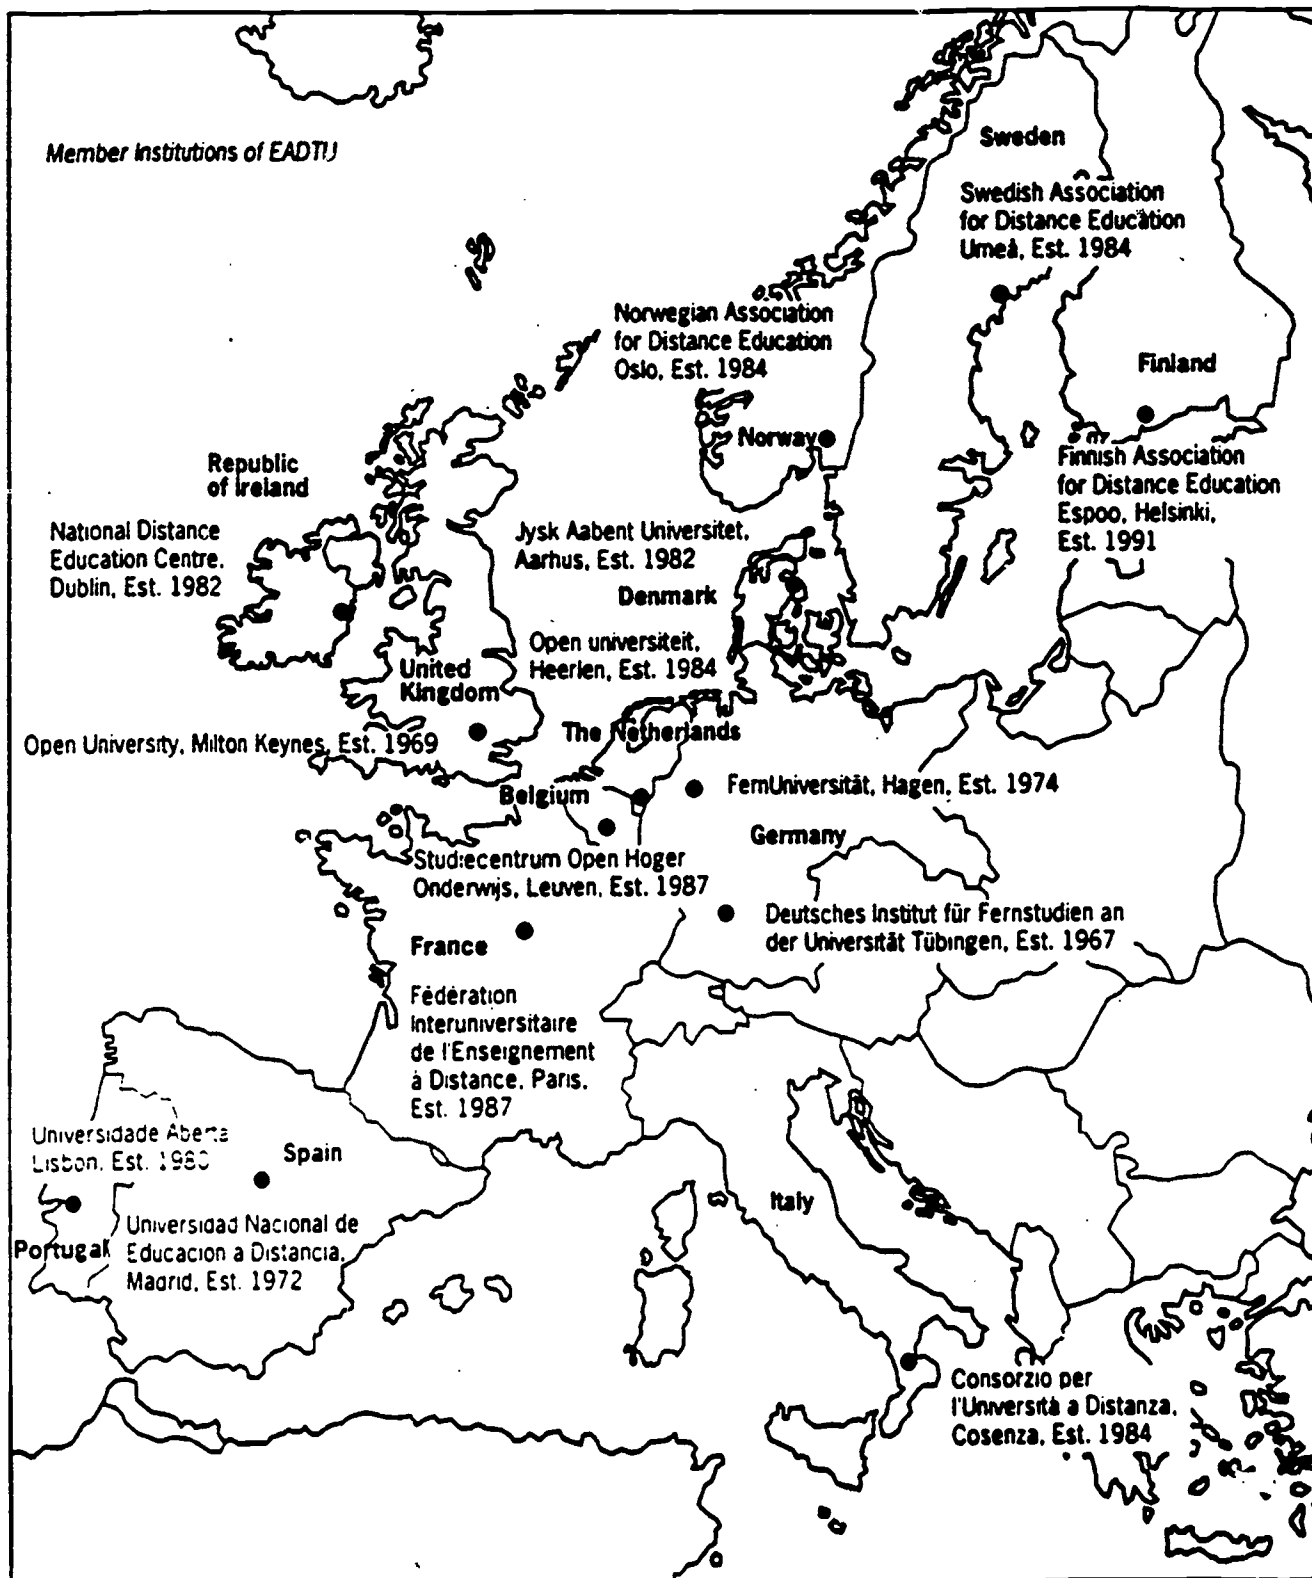 Member Institutions of EADTU
Sweden
Swedish Association
for Distance Education
Umeå, Est. 1984
Norwegian Association
for Distance Education
Oslo, Est. 1984
Norway
Finland
Finnish Association
for Distance Education
Espoo, Helsinki,
Est. 1991
Republic
of Ireland
National Distance
Education Centre,
Dublin, Est. 1982
Jysk Aabent Universitet,
Aarhus, Est. 1982
Denmark
Open universiteit,
Heerlen, Est. 1984
United
Kingdom
The Netherlands
Open University, Milton Keynes, Est. 1969
Belgium
FernUniversität, Hagen, Est. 1974
Germany
Studiecentrum Open Hoger
Onderwijs, Leuven, Est. 1987
Deutsches Institut für Fernstudien an
der Universität Tübingen, Est. 1967
France
Fédération
Interuniversitaire
de l'Enseignement
à Distance, Paris,
Est. 1987
Universidade Aberta
Lisbon, Est.
Spain
Universidad Nacional de
Educacion a Distancia,
Madrid, Est. 1972
Portugal
Italy
Consorzio per
l'Università a Distanza,
Cosenza, Est. 1984